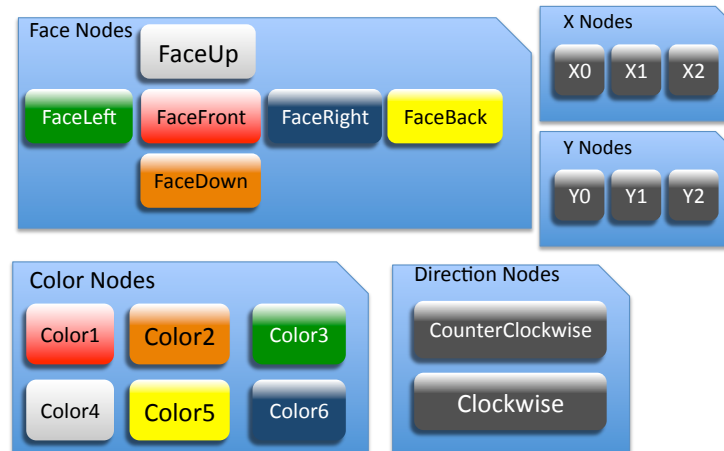 Face Nodes
FaceUp
FaceLeft FaceFront FaceRight FaceBack
FaceDown
X Nodes
X0 X1 X2
Y Nodes
Y0 Y1 Y2
Color Nodes
Color1 Color2 Color3
Color4 Color5 Color6
Direction Nodes
CounterClockwise
Clockwise